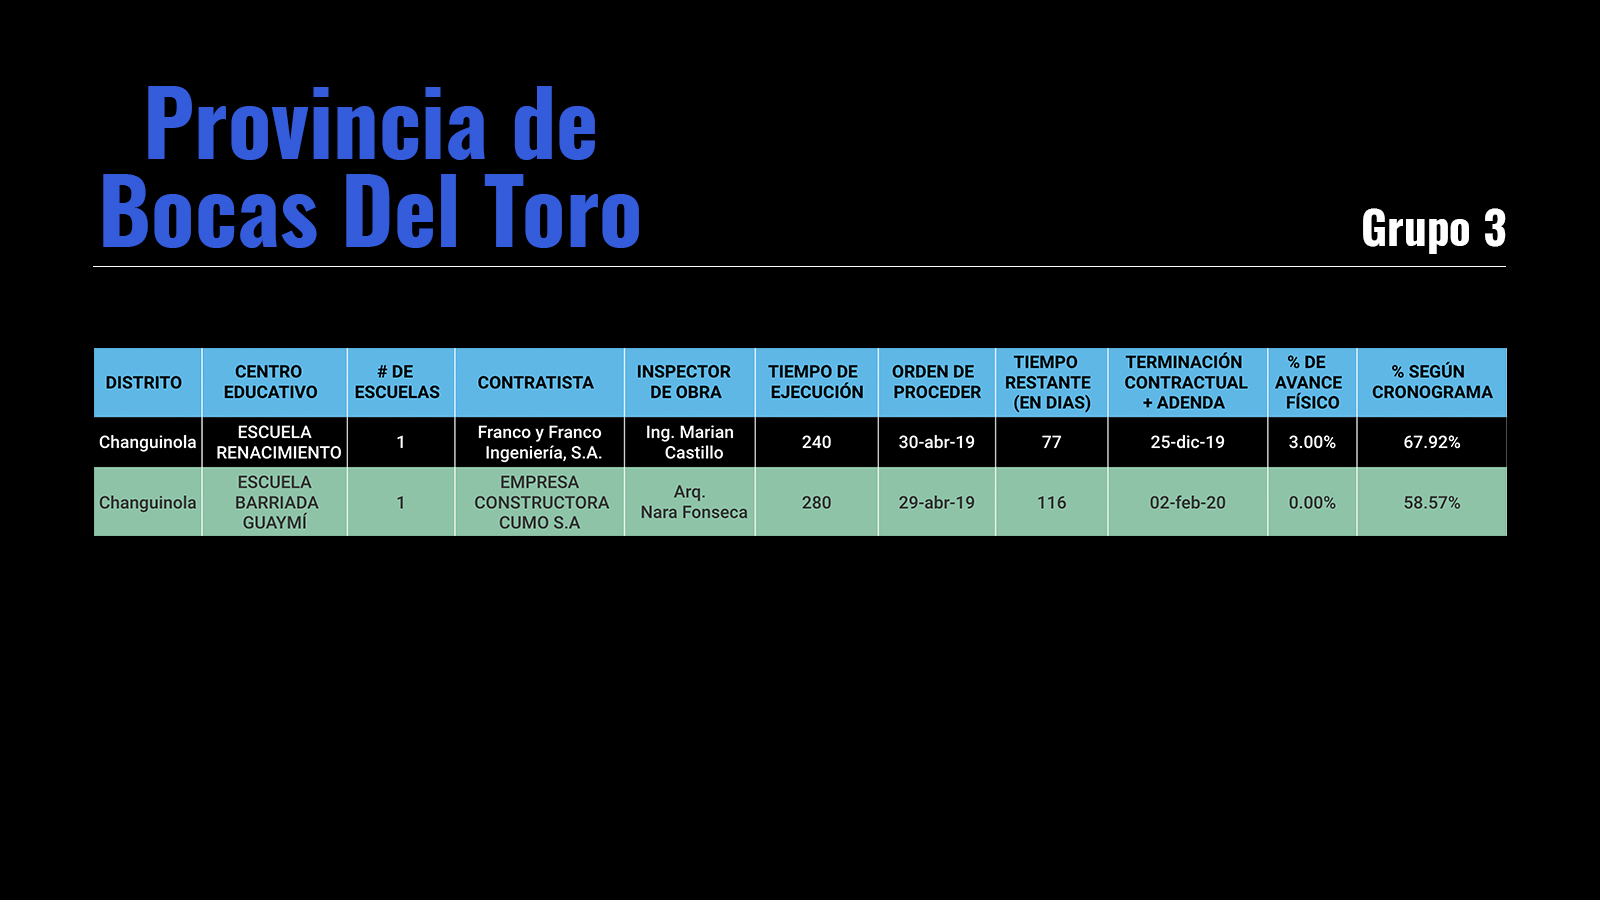 Provincia de
Bocas Del Toro
Grupo 3
DISTRITO
CENTRO
EDUCATIVO
# DE
ESCUELAS
CONTRATISTA
INSPECTOR
DE OBRA
TIEMPO DE
EJECUCIÓN
ORDEN DE
PROCEDER
TIEMPO
RESTANTE
(EN DIAS)
TERMINACIÓN
CONTRACTUAL
+ ADENDA
% DE
AVANCE
FÍSICO
% SEGÚN
CRONOGRAMA
Changuinola
ESCUELA
RENACIMIENTO
1
Franco y Franco
Ingeniería, S.A.
Ing. Marian
Castillo
240
30-abr-19
77
25-dic-19
3.00%
67.92%
Changuinola
ESCUELA
BARRIADA
GUAYMÍ
1
EMPRESA
CONSTRUCTORA
CUMO S.A
Arq.
Nara Fonseca
280
29-abr-19
116
02-feb-20
0.00%
58.57%